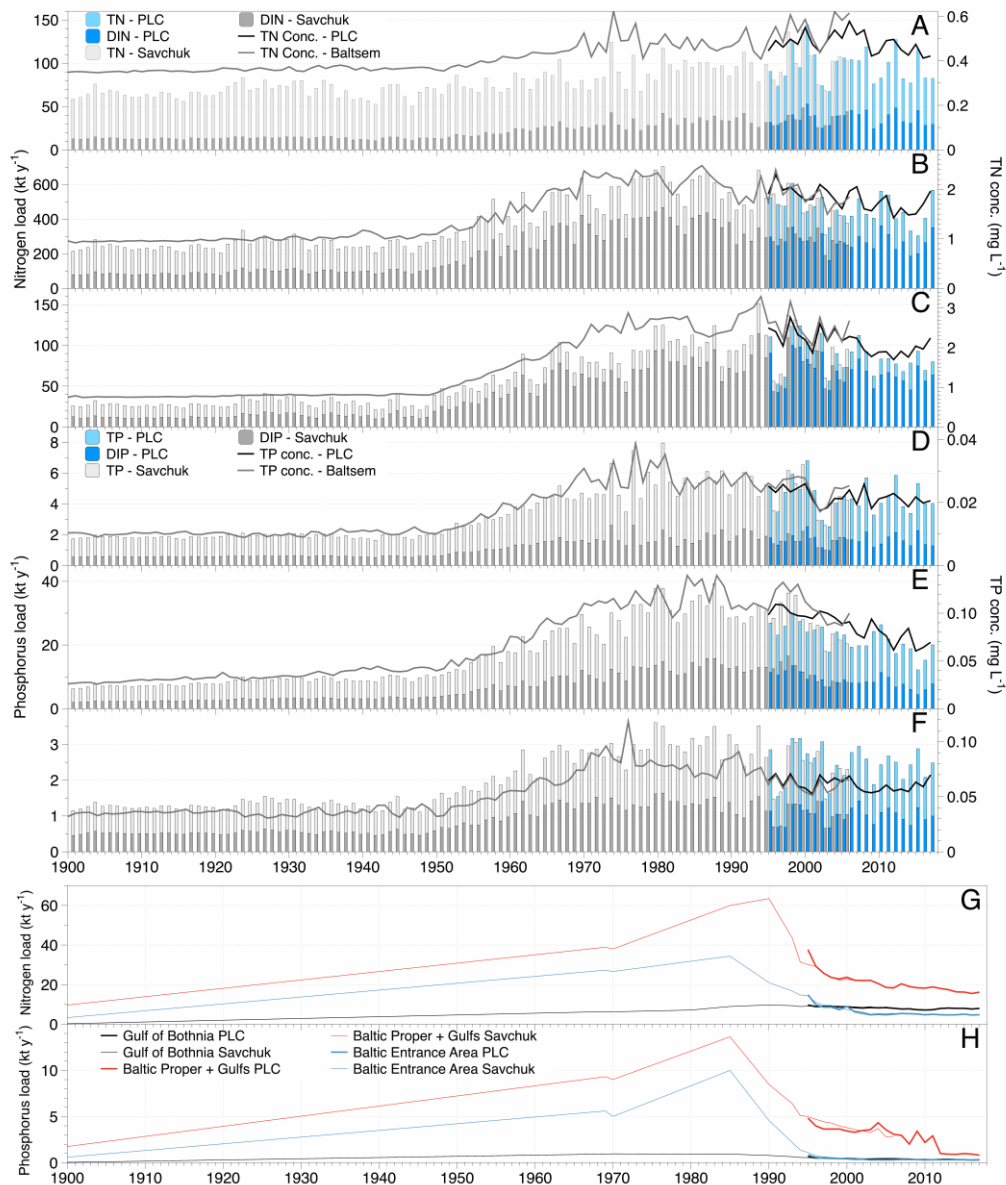 TN - PLC
DIN - PLC
TN - Savchuk
DIN - Savchuk
TN Conc. - PLC
TN Conc. - Baltsem
A
150
100
50
0
0.6
0.4
0.2
0
B
600
400
200
0
2
1
0
Nitrogen load (kt y-1)
TN conc. (mg L-1)
C
150
100
50
0
3
2
1
0
TP - PLC
DIP - PLC
TP - Savchuk
DIP - Savchuk
TP conc. - PLC
TP conc. - Baltsem
D
8
6
4
2
0
0.04
0.02
0
E
40
20
0
0.10
0.05
0
Phosphorus load (kt y-1)
TP conc. (mg L-1)
F
3
2
1
0
0.10
0.05
0
1900 1910 1920 1930 1940 1950 1960 1970 1980 1990 2000 2010
G
60
40
20
0
Nitrogen load (kt y-1)
Gulf of Bothnia PLC
Gulf of Bothnia Savchuk
Baltic Proper + Gulfs PLC
Baltic Proper + Gulfs Savchuk
Baltic Entrance Area PLC
Baltic Entrance Area Savchuk
H
10
5
0
Phosphorus load (kt y-1)
1900 1910 1920 1930 1940 1950 1960 1970 1980 1990 2000 2010